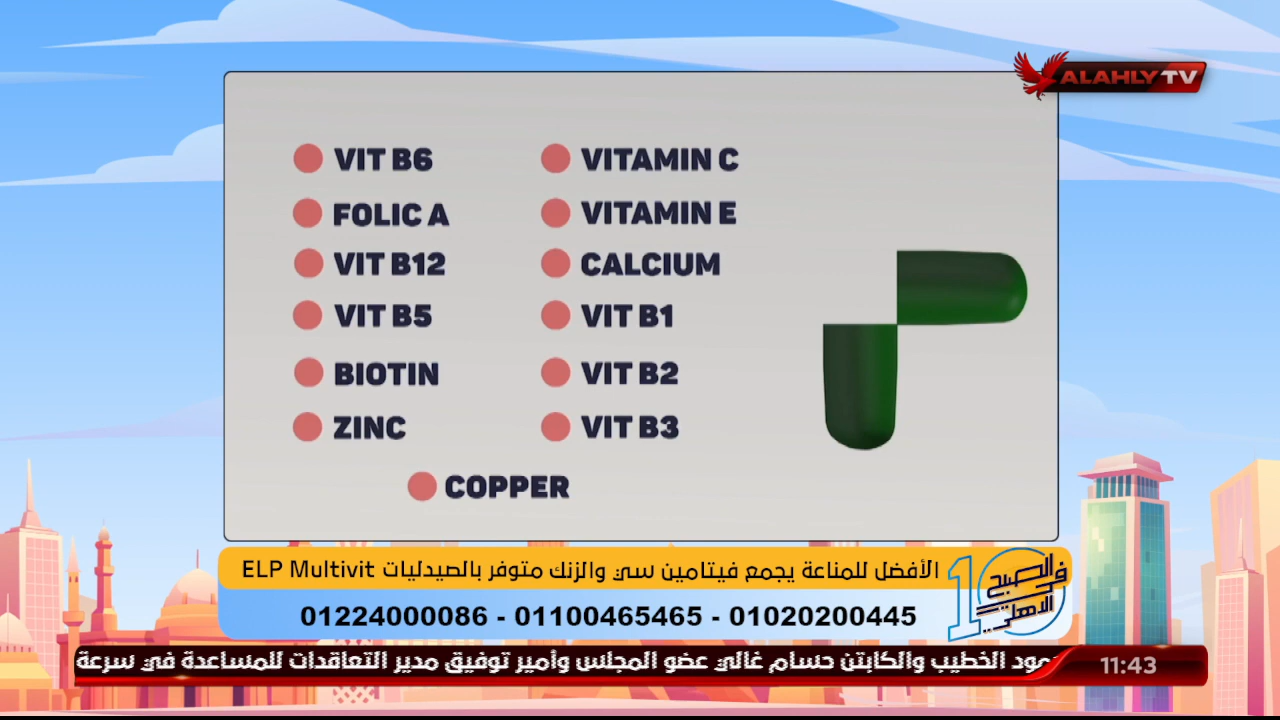 ALAHLY TV
VIT B6
VITAMIN C
FOLIC A
VITAMIN E
VIT B12
CALCIUM
VIT B5
VIT B1
BIOTIN
VIT B2
ZINC
VIT B3
COPPER
الأفضل للمناعة يجمع فيتامين سي والزنك متوفر بالصيدليات ELP Multivit
01224000086 - 01100465465 - 01020200445
10
الصبح
في
الاهلي..
مود الخطيب والكابتن حسام غالي عضو المجلس وأمير توفيق مدير التعاقدات للمساعدة في سرعة
11:43